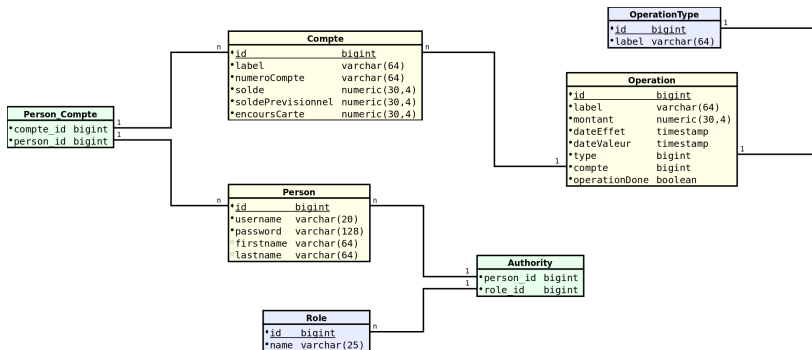 OperationType
id bigint
label varchar(64)
1
Compte
id bigint
label varchar(64)
numeroCompte varchar(64)
solde numeric(30,4)
soldePrevisionnel numeric(30,4)
encoursCarte numeric(30,4)
n
n
Operation
id bigint
label varchar(64)
montant numeric(30,4)
dateEffet timestamp
dateValeur timestamp
type bigint
compte bigint
operationDone boolean
1
1
Person_Compte
compte_id bigint
person_id bigint
1
1
Person
id bigint
username varchar(20)
password varchar(128)
firstname varchar(64)
lastname varchar(64)
n
n
Authority
person_id bigint
role_id bigint
1
1
Role
id bigint
name varchar(25)
n